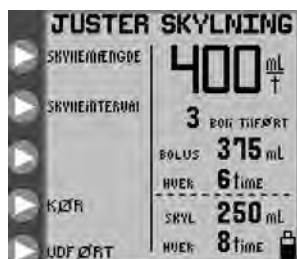 JUSTER SKYLNING
SKYLLEMÆNGDE
400 ml
t
SKYLLEINTERVAL
3 BOLI TILFØRT
BOLUS 375 ml
HVER 6 time
KØR
SKYL 250 ml
HVER 8 time
UDFØRT